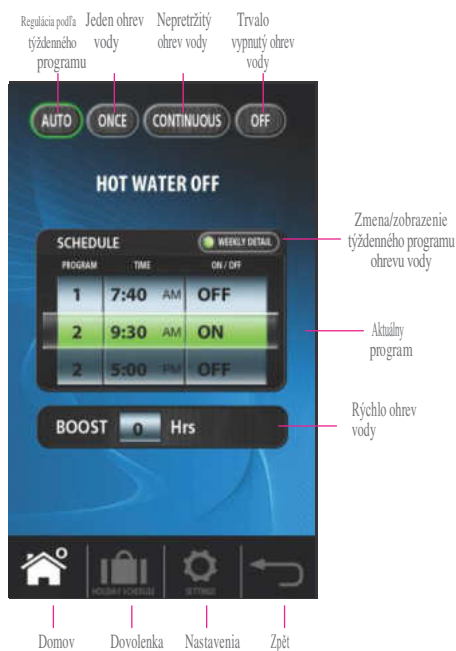 Regulácia podľa
týždenného
programu
Jeden ohrev
vody
Nepretržitý
ohrev vody
Trvalo
vypnutý ohrev
vody
AUTO ONCE CONTINUOUS OFF
HOT WATER OFF
SCHEDULE WEEKLY DETAIL
PROGRAM TIME ON / OFF
1 7:40 AM OFF
2 9:30 AM ON
2 5:00 PM OFF
Zmena/zobrazenie
týždenného programu
ohrevu vody
Aktuálny
program
BOOST 0 Hrs
Rýchlo ohrev
vody
HOLIDAY SCHEDULE SETTINGS
Domov Dovolenka Nastavenia Zpět